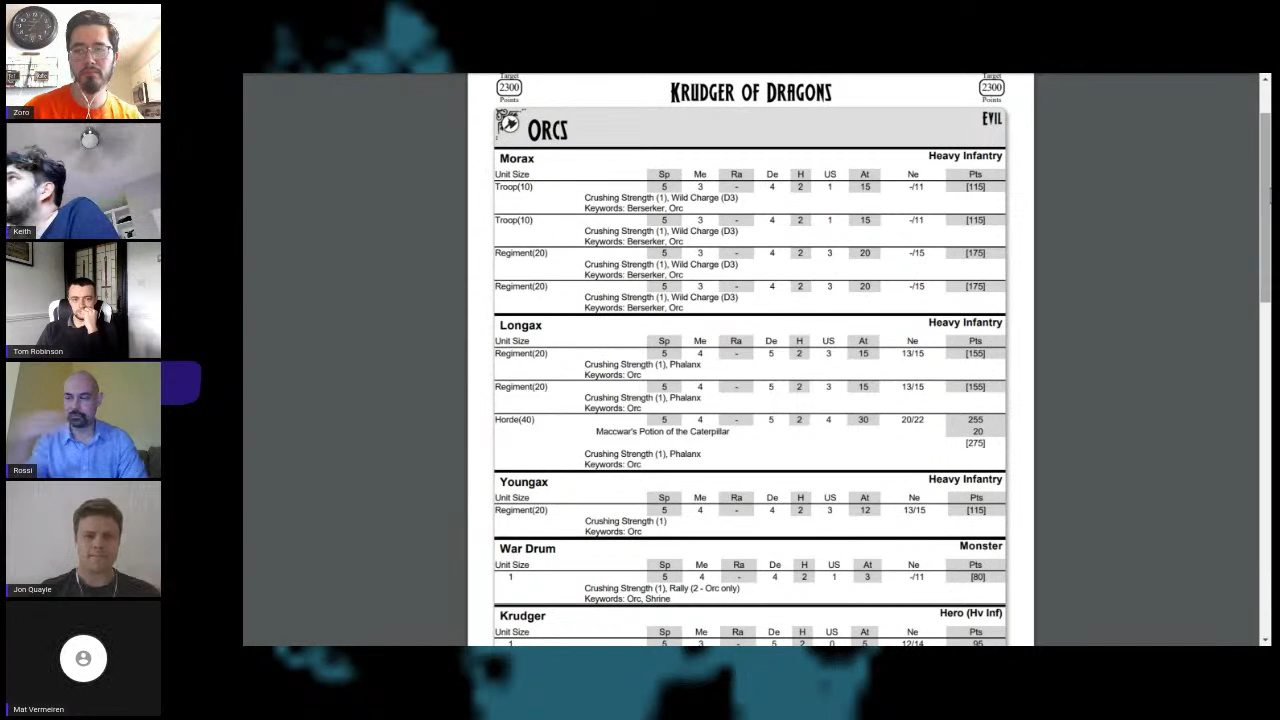 Zoro
Keith
Tom Robinson
Rossi
Jon Quayle
Mat Vermeiren
Target
2300
Points
KRUDGER OF DRAGONS
Target
2300
Points
ORCS
EVIL
Morax Heavy Infantry
Unit Size Sp Me Ra De H US At Ne Pts
Troop(10) 5 3 - 4 2 1 15 -/11 [115]
Crushing Strength (1), Wild Charge (D3)
Keywords: Berserker, Orc
Troop(10) 5 3 - 4 2 1 15 -/11 [115]
Crushing Strength (1), Wild Charge (D3)
Keywords: Berserker, Orc
Regiment(20) 5 3 - 4 2 3 20 -/15 [175]
Crushing Strength (1), Wild Charge (D3)
Keywords: Berserker, Orc
Regiment(20) 5 3 - 4 2 3 20 -/15 [175]
Crushing Strength (1), Wild Charge (D3)
Keywords: Berserker, Orc
Longax Heavy Infantry
Unit Size Sp Me Ra De H US At Ne Pts
Regiment(20) 5 4 - 5 2 3 15 13/15 [155]
Crushing Strength (1), Phalanx
Keywords: Orc
Regiment(20) 5 4 - 5 2 3 15 13/15 [155]
Crushing Strength (1), Phalanx
Keywords: Orc
Horde(40) 5 4 - 5 2 4 30 20/22 255
Maccwar's Potion of the Caterpillar 20
[275]
Crushing Strength (1), Phalanx
Keywords: Orc
Youngax Heavy Infantry
Unit Size Sp Me Ra De H US At Ne Pts
Regiment(20) 5 4 - 4 2 3 12 13/15 [115]
Crushing Strength (1)
Keywords: Orc
War Drum Monster
Unit Size Sp Me Ra De H US At Ne Pts
1 5 4 - 4 2 1 3 -/11 [80]
Crushing Strength (1), Rally (2 - Orc only)
Keywords: Orc, Shrine
Krudger Hero (Hv Inf)
Unit Size Sp Me Ra De H US At Ne Pts
1 5 3 - 5 2 0 5 12/14 95